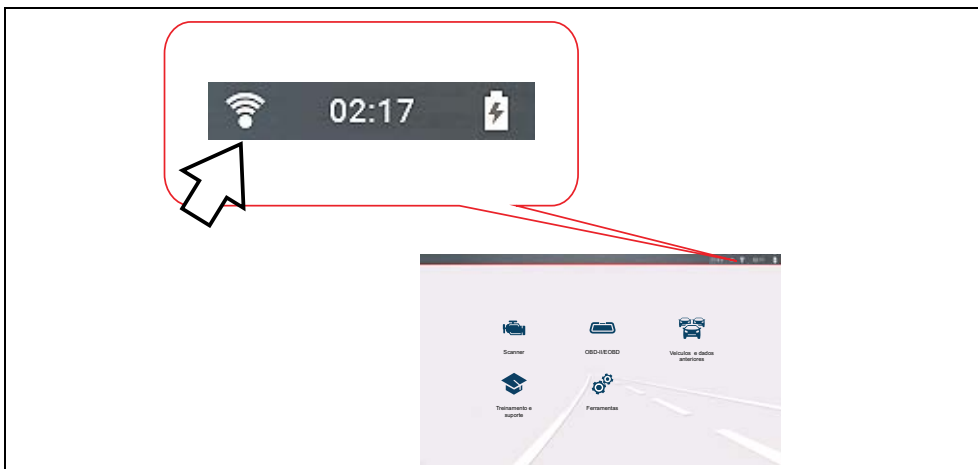 02:17
Scanner
OBD-II/EOBD
Veículos e dados
anteriores
Treinamento e
suporte
Ferramentas